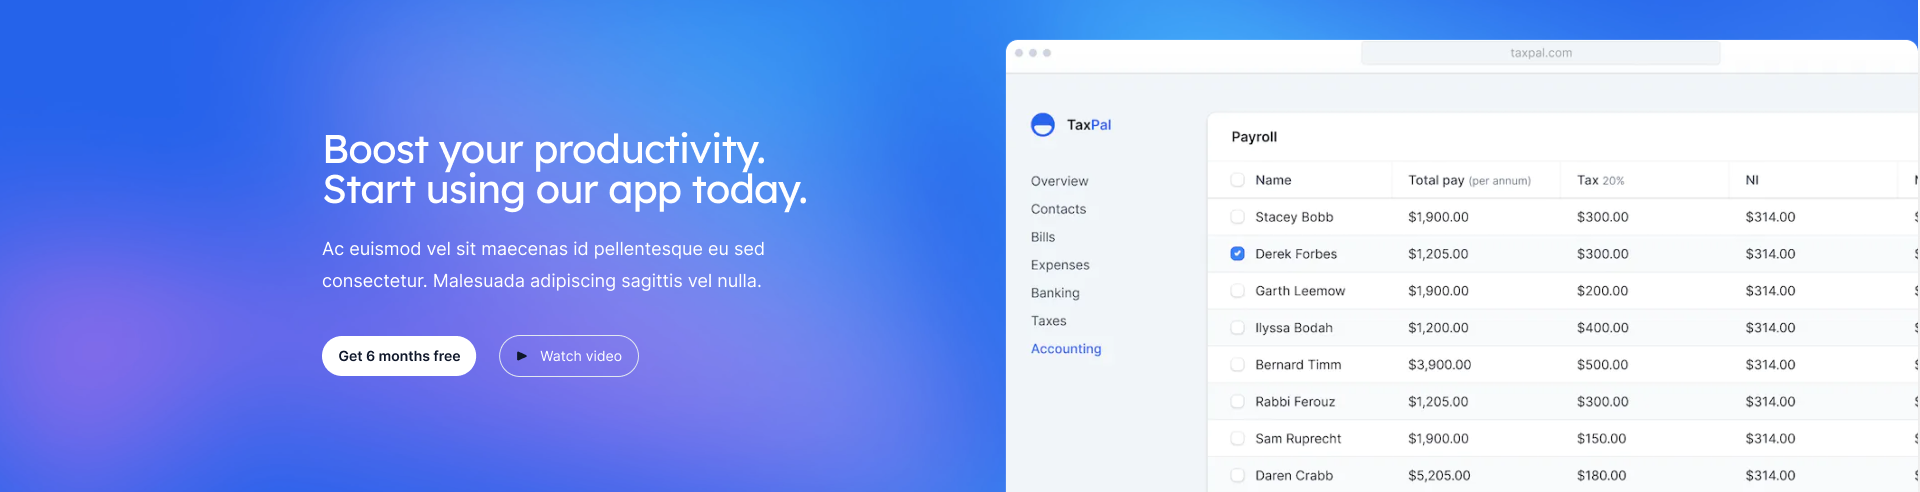 Boost your productivity.
Start using our app today.
Ac euismod vel sit maecenas id pellentesque eu sed
consectetur. Malesuada adipiscing sagittis vel nulla.
Get 6 months free
Watch video
taxpal.com
TaxPal
Overview
Contacts
Bills
Expenses
Banking
Taxes
Accounting
Payroll
Name Total pay (per annum) Tax 20% NI
Stacey Bobb $1,900.00 $300.00 $314.00
Derek Forbes $1,205.00 $300.00 $314.00
Garth Leemow $1,900.00 $200.00 $314.00
Ilyssa Bodah $1,200.00 $400.00 $314.00
Bernard Timm $3,900.00 $500.00 $314.00
Rabbi Ferouz $1,205.00 $300.00 $314.00
Sam Ruprecht $1,900.00 $150.00 $314.00
Daren Crabb $5,205.00 $180.00 $314.00